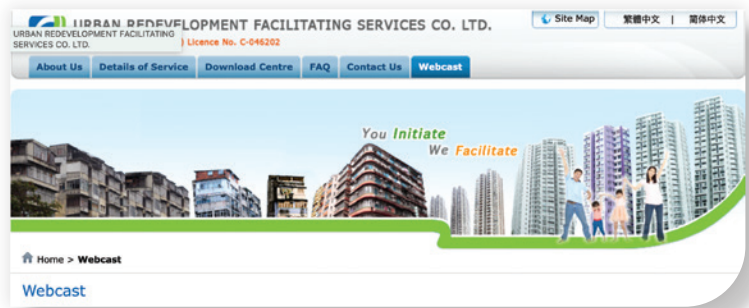 URBAN REDEVELOPMENT FACILITATING SERVICES CO. LTD.
URBAN REDEVELOPMENT FACILITATING
SERVICES CO. LTD.
) Licence No. C-046202
Site Map
繁體中文 | 简体中文
About Us Details of Service Download Centre FAQ Contact Us Webcast
You Initiate
We Facilitate
Home > Webcast
Webcast